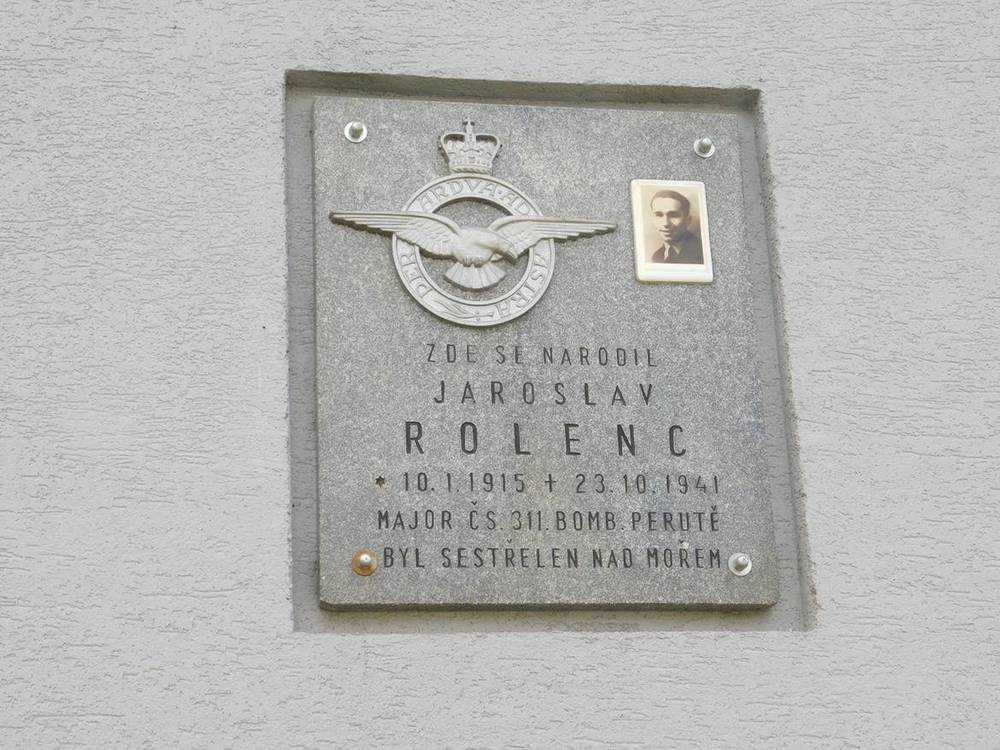 PER ARDVA·AD ASTRA
ZDE SE NARODIL
JAROSLAV
ROLENC
* 10.1.1915 + 23.10.1941
MAJOR ČS. 311. BOMB. PERUTĚ
BYL SESTŘELEN NAD MOŘEM